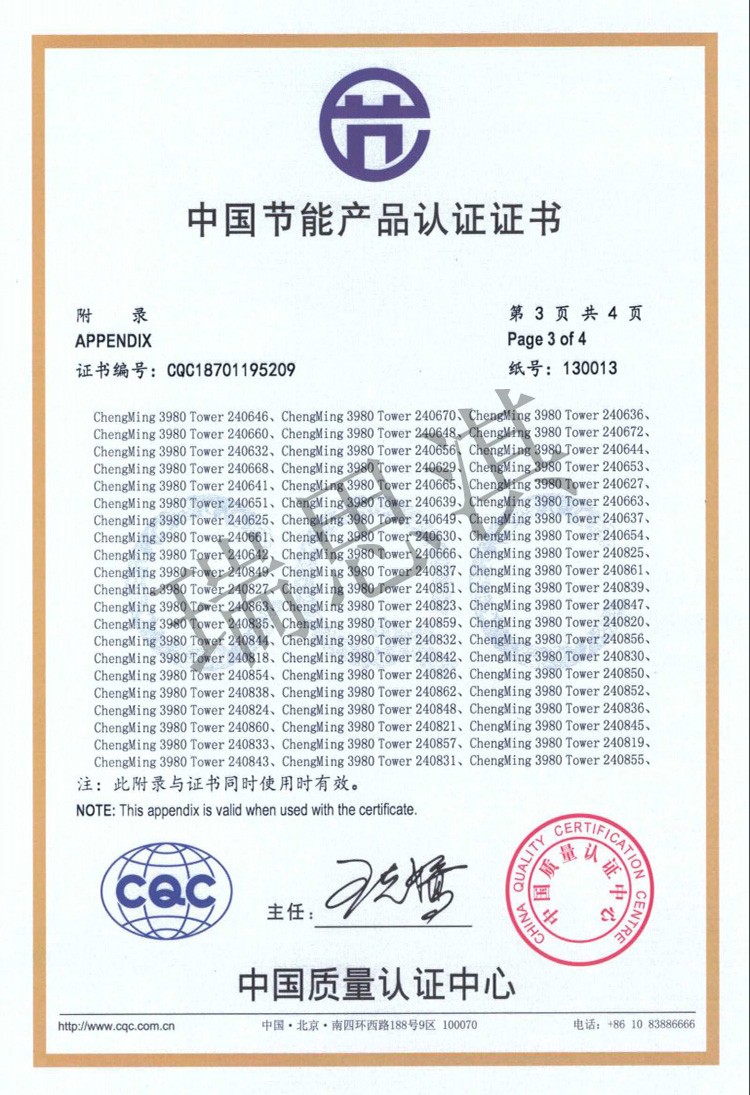 中国节能产品认证证书
附 录
第 3 页 共 4 页
APPENDIX
Page 3 of 4
证书编号：CQC18701195209
纸号：130013
ChengMing 3980 Tower 240646、ChengMing 3980 Tower 240670、ChengMing 3980 Tower 240636、
ChengMing 3980 Tower 240660、ChengMing 3980 Tower 240648、ChengMing 3980 Tower 240672、
ChengMing 3980 Tower 240632、ChengMing 3980 Tower 240656、ChengMing 3980 Tower 240644、
ChengMing 3980 Tower 240668、ChengMing 3980 Tower 240629、ChengMing 3980 Tower 240653、
ChengMing 3980 Tower 240641、ChengMing 3980 Tower 240665、ChengMing 3980 Tower 240627、
ChengMing 3980 Tower 240651、ChengMing 3980 Tower 240639、ChengMing 3980 Tower 240663、
ChengMing 3980 Tower 240625、ChengMing 3980 Tower 240649、ChengMing 3980 Tower 240637、
ChengMing 3980 Tower 240661、ChengMing 3980 Tower 240630、ChengMing 3980 Tower 240654、
ChengMing 3980 Tower 240642、ChengMing 3980 Tower 240666、ChengMing 3980 Tower 240825、
ChengMing 3980 Tower 240849、ChengMing 3980 Tower 240837、ChengMing 3980 Tower 240861、
ChengMing 3980 Tower 240827、ChengMing 3980 Tower 240851、ChengMing 3980 Tower 240839、
ChengMing 3980 Tower 240863、ChengMing 3980 Tower 240823、ChengMing 3980 Tower 240847、
ChengMing 3980 Tower 240835、ChengMing 3980 Tower 240859、ChengMing 3980 Tower 240820、
ChengMing 3980 Tower 240844、ChengMing 3980 Tower 240832、ChengMing 3980 Tower 240856、
ChengMing 3980 Tower 240818、ChengMing 3980 Tower 240842、ChengMing 3980 Tower 240830、
ChengMing 3980 Tower 240854、ChengMing 3980 Tower 240826、ChengMing 3980 Tower 240850、
ChengMing 3980 Tower 240838、ChengMing 3980 Tower 240862、ChengMing 3980 Tower 240852、
ChengMing 3980 Tower 240824、ChengMing 3980 Tower 240848、ChengMing 3980 Tower 240836、
ChengMing 3980 Tower 240860、ChengMing 3980 Tower 240821、ChengMing 3980 Tower 240845、
ChengMing 3980 Tower 240833、ChengMing 3980 Tower 240857、ChengMing 3980 Tower 240819、
ChengMing 3980 Tower 240843、ChengMing 3980 Tower 240831、ChengMing 3980 Tower 240855、
瑞思淇
注：此附录与证书同时使用时有效。
NOTE: This appendix is valid when used with the certificate.
CQC
主任：
CHINA QUALITY CERTIFICATION CENTRE
中国质量认证中心
中国质量认证中心
http://www.cqc.com.cn
中国·北京·南四环西路188号9区 100070
电话：+86 10 83886666